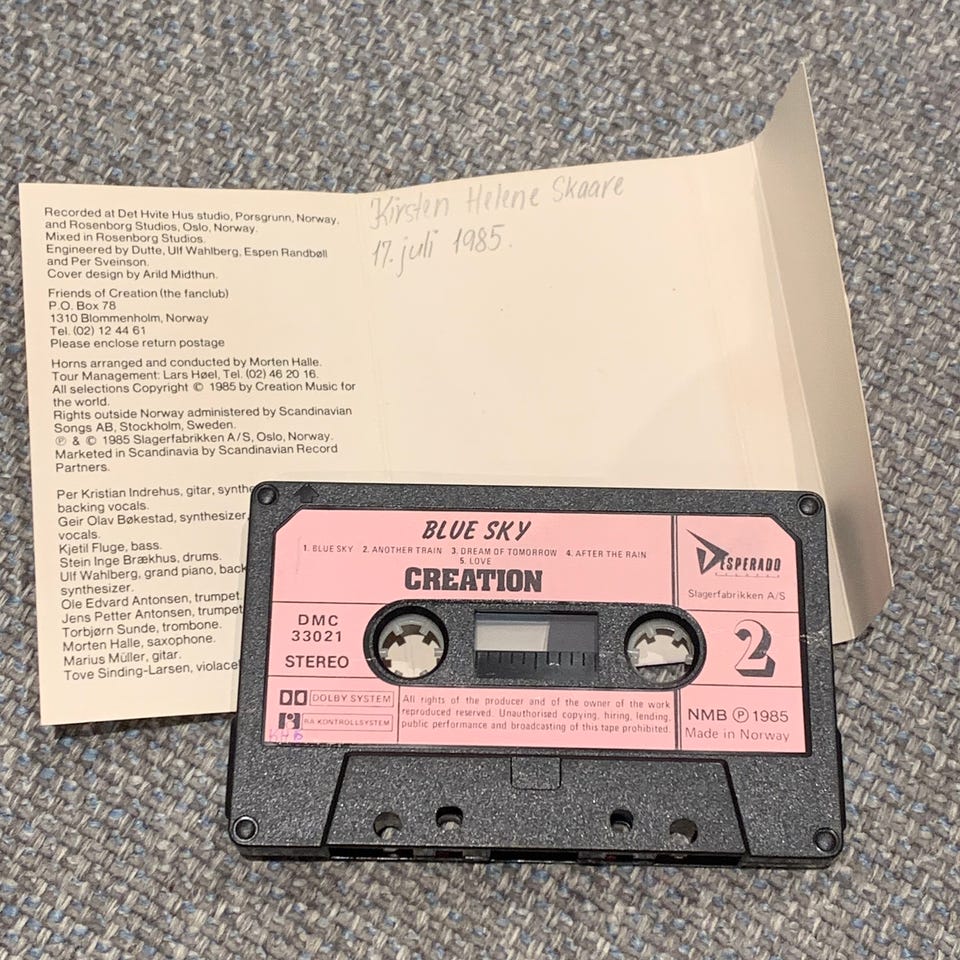 Recorded at Det Hvite Hus studio, Porsgrunn, Norway,
and Rosenborg Studios, Oslo, Norway.
Mixed in Rosenborg Studios.
Engineered by Dutte, Ulf Wahlberg, Espen Randbøll
and Per Sveinson.
Cover design by Arild Midthun.
Friends of Creation (the fanclub)
P.O. Box 78
1310 Blommenholm, Norway
Tel. (02) 12 44 61
Please enclose return postage
Horns arranged and conducted by Morten Halle.
Tour Management: Lars Høel, Tel. (02) 46 20 16.
All selections Copyright © 1985 by Creation Music for
the world.
Rights outside Norway administered by Scandinavian
Songs AB, Stockholm, Sweden.
℗ & © 1985 Slagerfabrikken A/S, Oslo, Norway.
Marketed in Scandinavia by Scandinavian Record
Partners.
Per Kristian Indrehus, gitar, synthe
backing vocals.
Geir Olav Bøkestad, synthesizer,
vocals.
Kjetil Fluge, bass.
Stein Inge Brækhus, drums.
Ulf Wahlberg, grand piano, back
synthesizer.
Ole Edvard Antonsen, trumpet.
Jens Petter Antonsen, trumpet
Torbjørn Sunde, trombone.
Morten Halle, saxophone.
Marius Müller, gitar.
Tove Sinding-Larsen, violace
Kirsten Helene Skaare
17. juli 1985.
BLUE SKY
1. BLUE SKY 2. ANOTHER TRAIN 3. DREAM OF TOMORROW 4. AFTER THE RAIN
5. LOVE
CREATION
DESPERADO
RECORDS
Slagerfabrikken A/S
DMC
33021
STEREO
2
DOLBY SYSTEM
RA KONTROLLSYSTEM
KHB
All rights of the producer and of the owner of the work
reproduced reserved. Unauthorised copying, hiring, lending,
public performance and broadcasting of this tape prohibited.
NMB ℗ 1985
Made in Norway